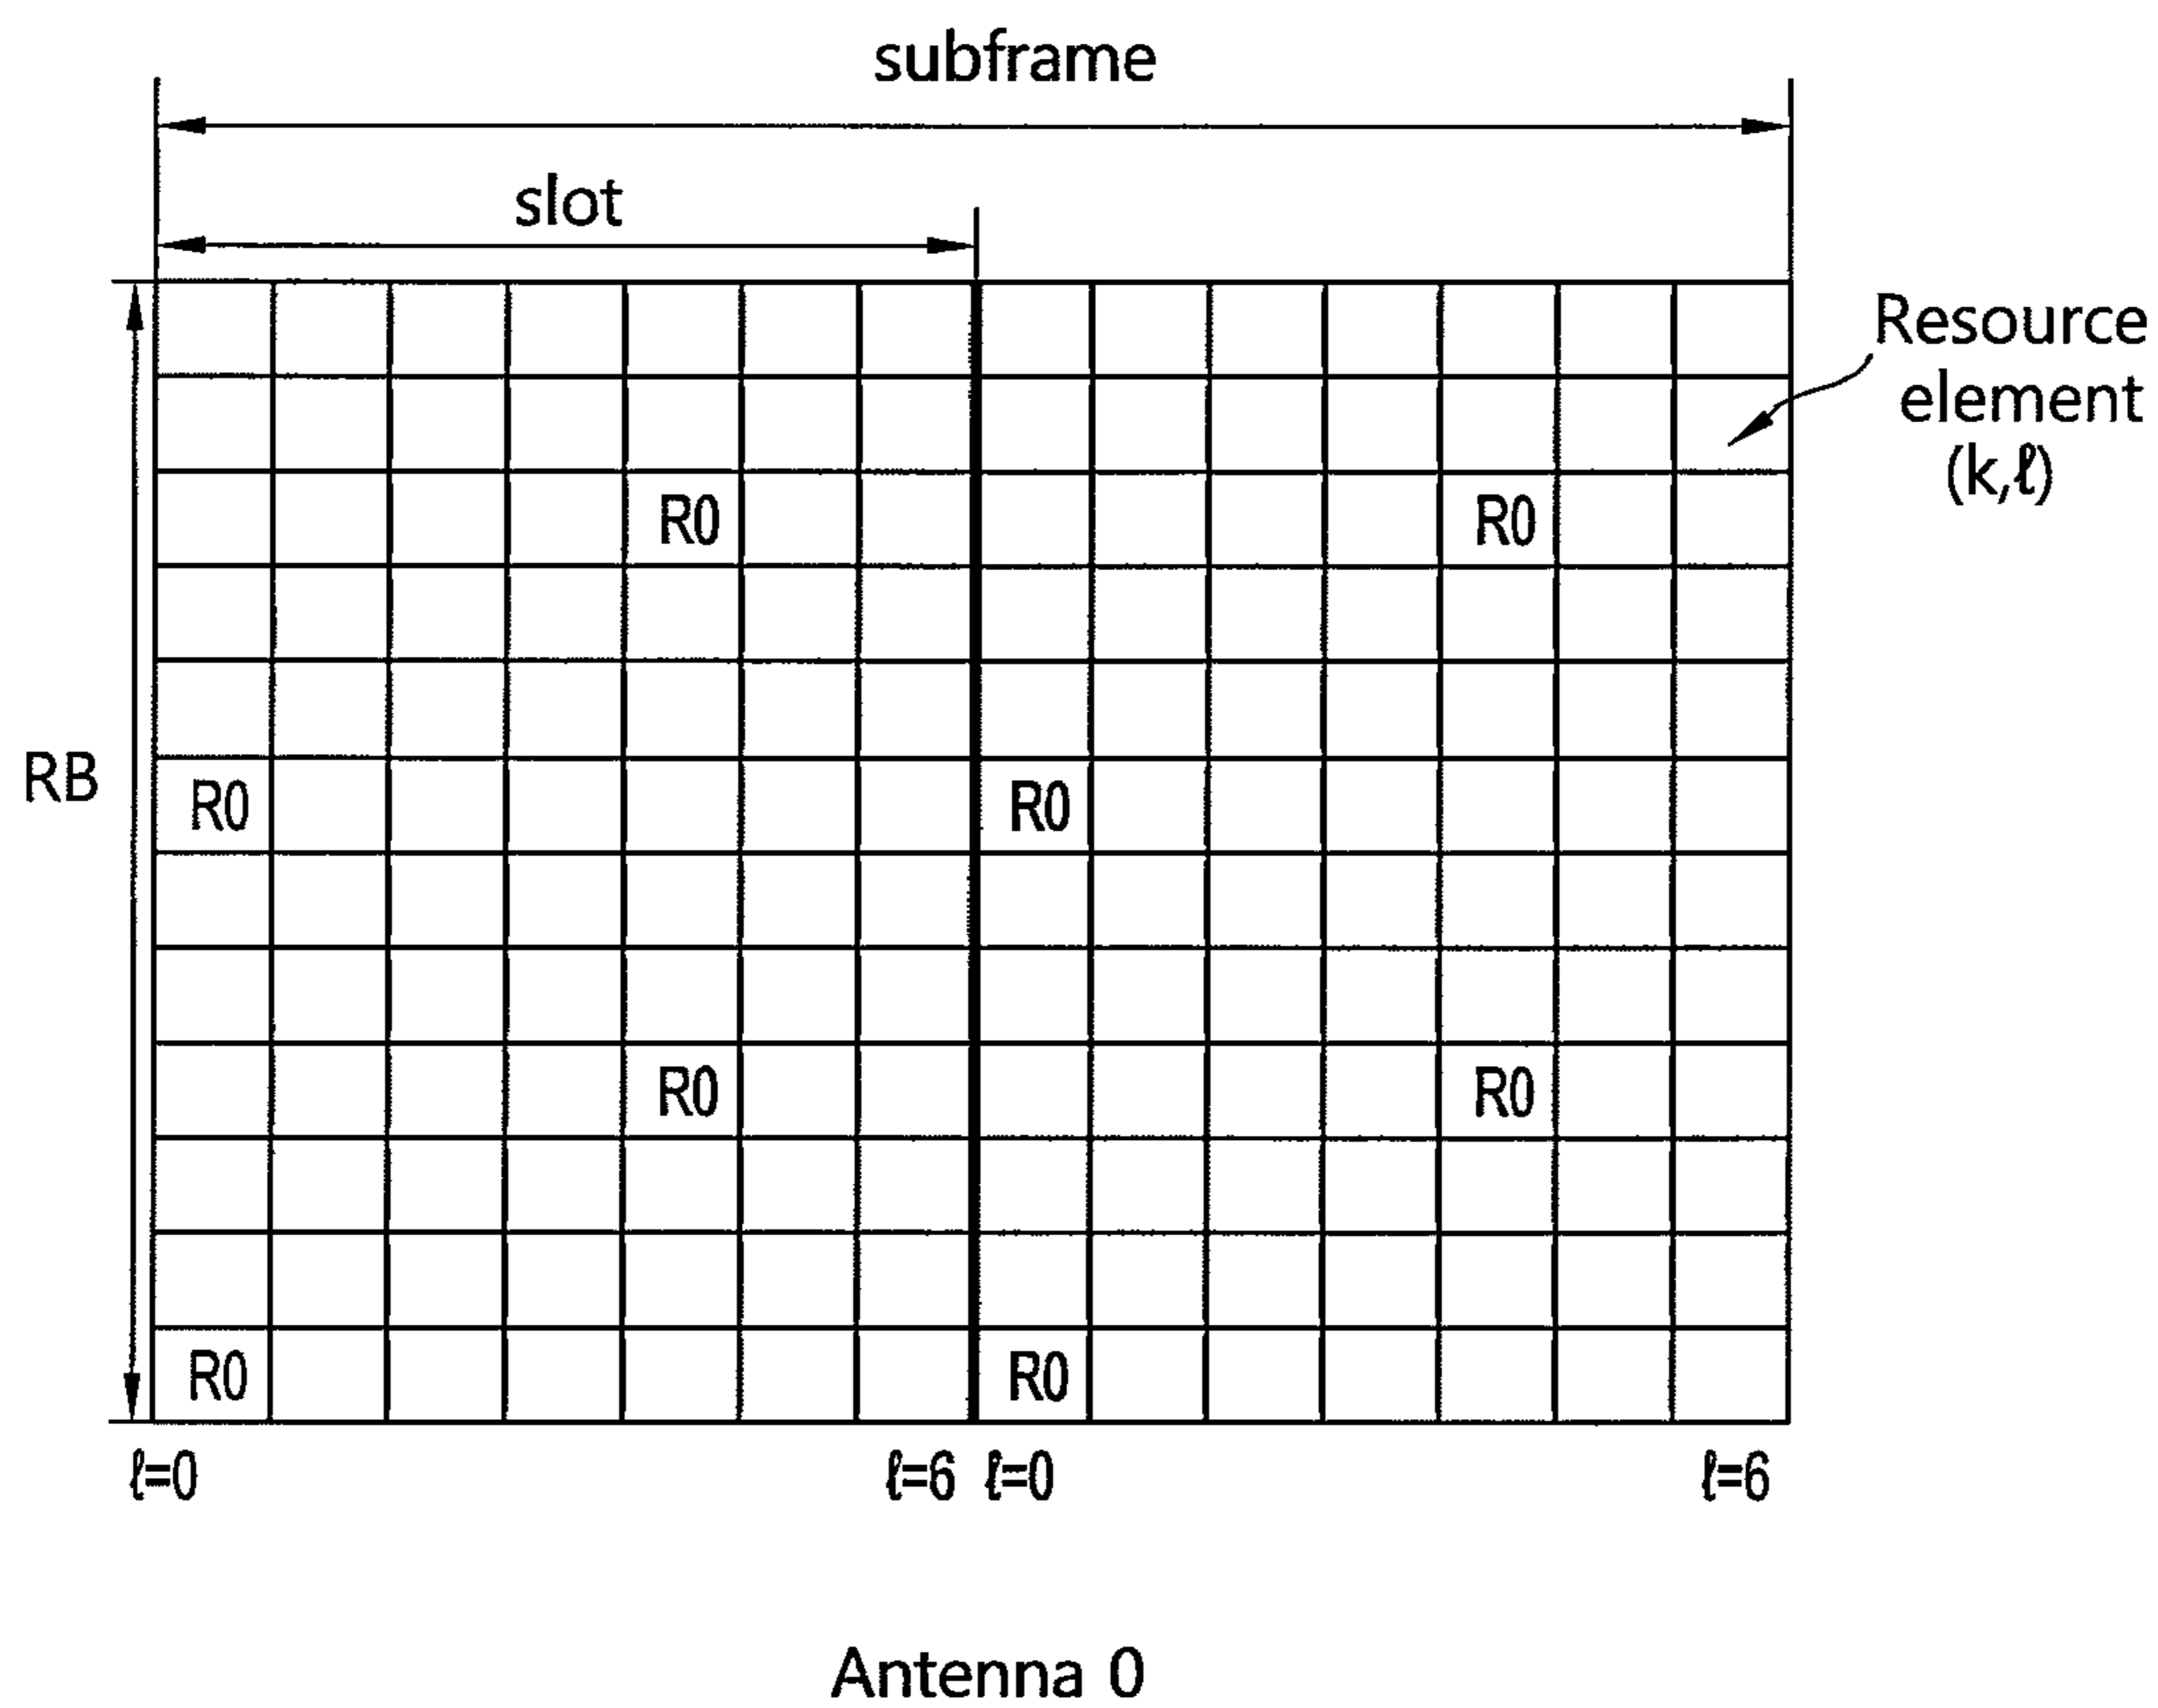 subframe
slot
Resource
element
(k,ℓ)
R0 R0
RB
R0 R0
R0 R0
R0 R0
ℓ=0 ℓ=6 ℓ=0 ℓ=6
Antenna 0